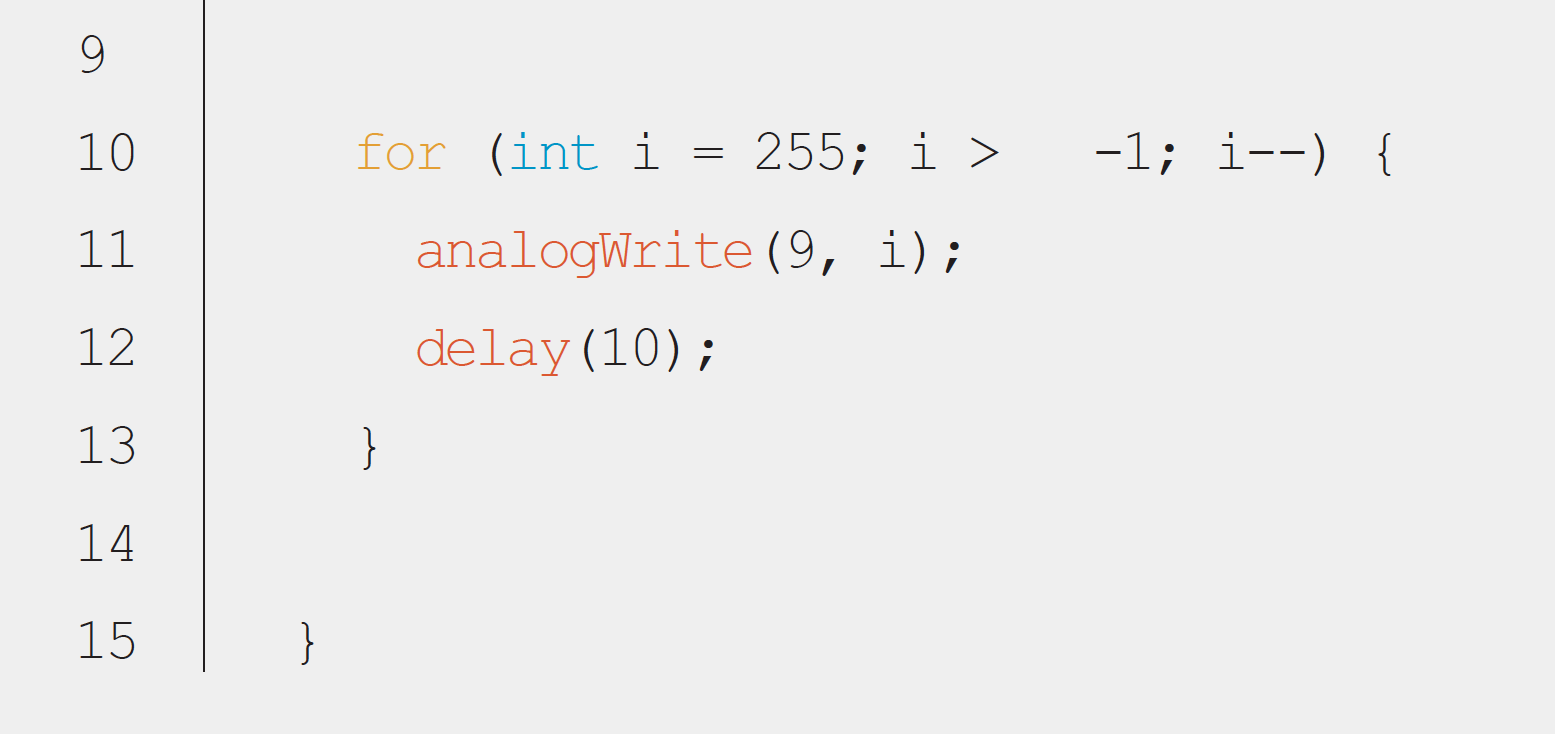 9
10 for (int i = 255; i >   -1; i--) {
11 analogWrite(9, i);
12 delay(10);
13 }
14
15 }